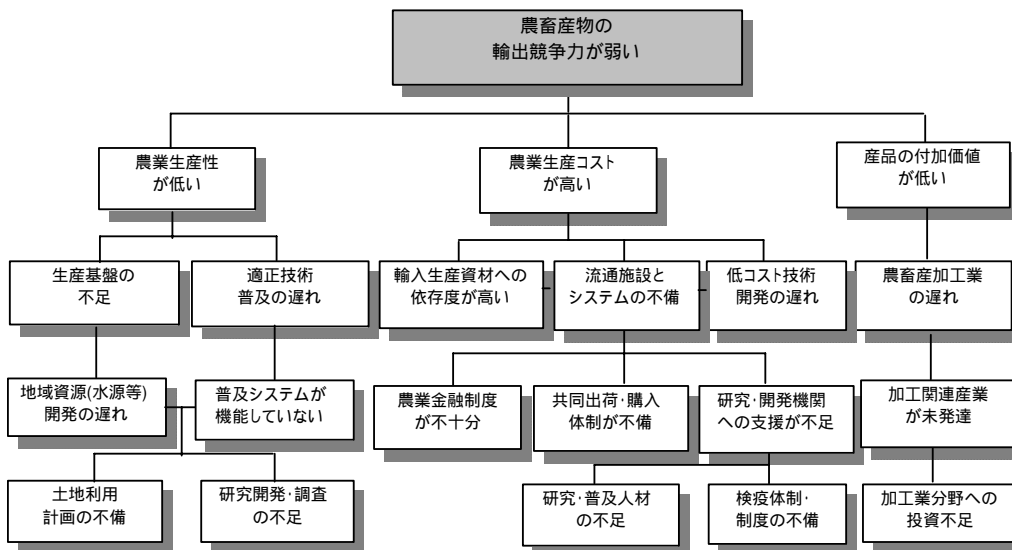 農畜産物の
輸出競争力が弱い
農業生産性
が低い
農業生産コスト
が高い
産品の付加価値
が低い
生産基盤の
不足
適正技術
普及の遅れ
輸入生産資材への
依存度が高い
流通施設と
システムの不備
低コスト技術
開発の遅れ
農畜産加工業
の遅れ
地域資源(水源等)
開発の遅れ
普及システムが
機能していない
農業金融制度
が不十分
共同出荷・購入
体制が不備
研究・開発機関
への支援が不足
加工関連産業
が未発達
土地利用
計画の不備
研究開発・調査
の不足
研究・普及人材
の不足
検疫体制・
制度の不備
加工業分野への
投資不足